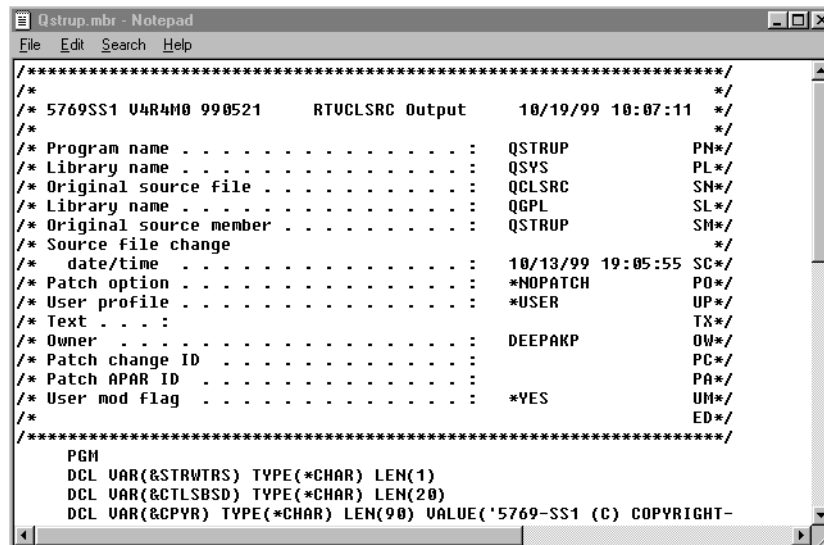 Qstrup.mbr - Notepad
File Edit Search Help
/********************************************************************/
/* */
/* 5769SS1 V4R4M0 990521 RTVCLSRC Output 10/19/99 10:07:11 */
/* */
/* Program name . . . . . . . . . . . . . . : QSTRUP PN*/
/* Library name . . . . . . . . . . . . . . : QSYS PL*/
/* Original source file . . . . . . . . . . : QCLSRC SN*/
/* Library name . . . . . . . . . . . . . . : QGPL SL*/
/* Original source member . . . . . . . . . : QSTRUP SM*/
/* Source file change */
/* date/time . . . . . . . . . . . . . . : 10/13/99 19:05:55 SC*/
/* Patch option . . . . . . . . . . . . . . : *NOPATCH PO*/
/* User profile . . . . . . . . . . . . . . : *USER UP*/
/* Text . . . : TX*/
/* Owner . . . . . . . . . . . . . . . . . : DEEPAKP OW*/
/* Patch change ID . . . . . . . . . . . . : PC*/
/* Patch APAR ID . . . . . . . . . . . . . : PA*/
/* User mod flag . . . . . . . . . . . . . : *YES UM*/
/* ED*/
/********************************************************************/
PGM
DCL VAR(&STRWTRS) TYPE(*CHAR) LEN(1)
DCL VAR(&CTLSBSD) TYPE(*CHAR) LEN(20)
DCL VAR(&CPYR) TYPE(*CHAR) LEN(90) VALUE('5769-SS1 (C) COPYRIGHT-